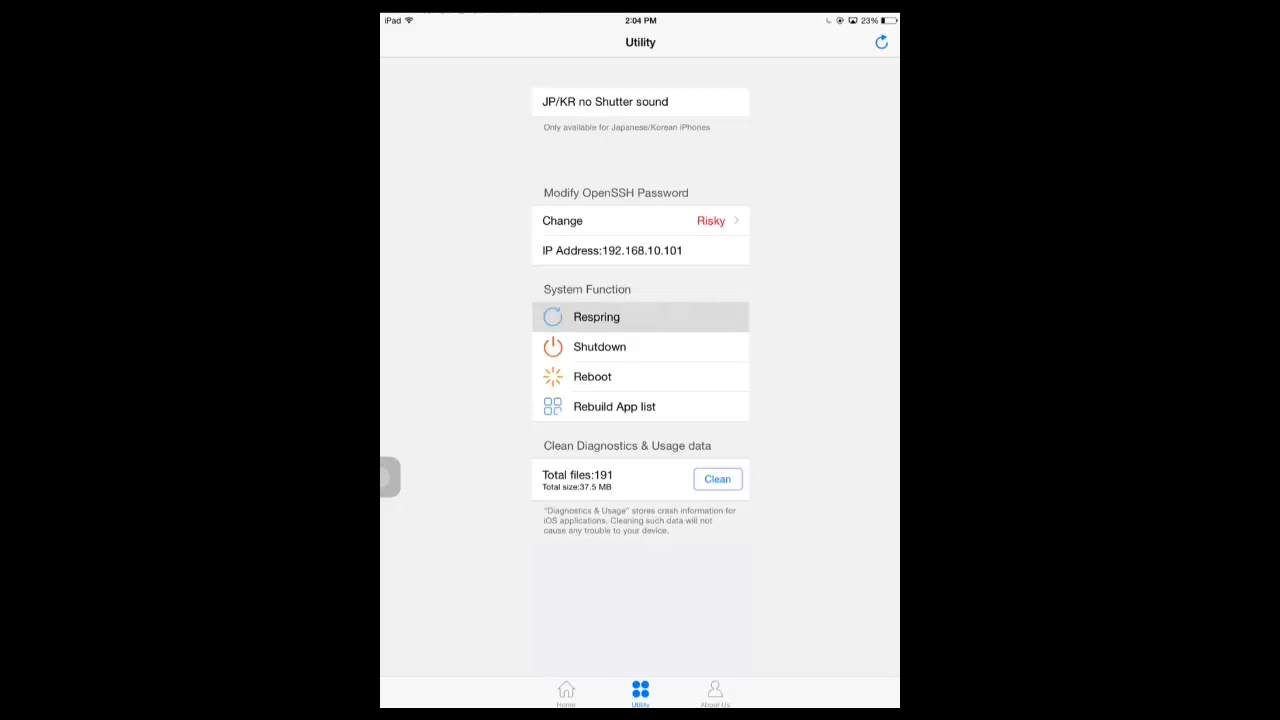 iPad 2:04 PM 23%
Utility
JP/KR no Shutter sound
Only available for Japanese/Korean iPhones
Modify OpenSSH Password
Change Risky
IP Address:192.168.10.101
System Function
Respring
Shutdown
Reboot
Rebuild App list
Clean Diagnostics & Usage data
Total files:191
Total size:37.5 MB
Clean
"Diagnostics & Usage" stores crash information for
iOS applications. Cleaning such data will not
cause any trouble to your device.
Home Utility About Us